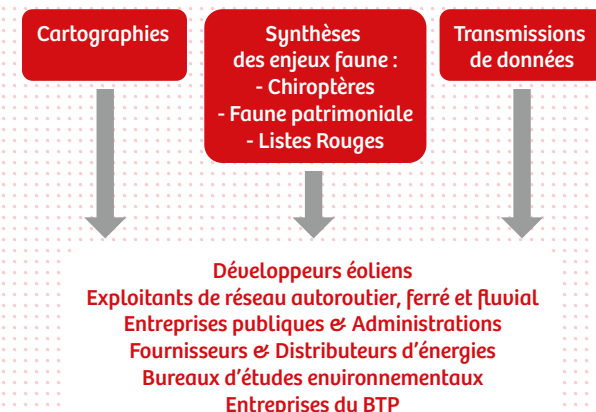 Cartographies
Synthèses
des enjeux faune :
- Chiroptères
- Faune patrimoniale
- Listes Rouges
Transmissions
de données
Développeurs éoliens
Exploitants de réseau autoroutier, ferré et fluvial
Entreprises publiques & Administrations
Fournisseurs & Distributeurs d'énergies
Bureaux d'études environnementaux
Entreprises du BTP